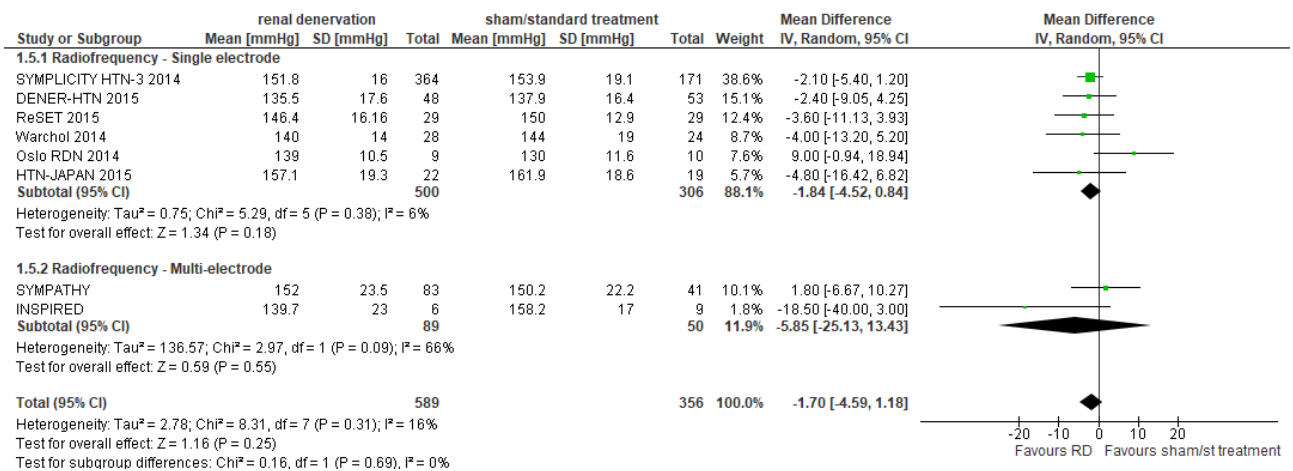 renal denervation sham/standard treatment Mean Difference Mean Difference
Study or Subgroup Mean [mmHg] SD [mmHg] Total Mean [mmHg] SD [mmHg] Total Weight IV, Random, 95% CI IV, Random, 95% CI
1.5.1 Radiofrequency - Single electrode
SYMPLICITY HTN-3 2014 151.8 16 364 153.9 19.1 171 38.6% -2.10 [-5.40, 1.20]
DENER-HTN 2015 135.5 17.6 48 137.9 16.4 53 15.1% -2.40 [-9.05, 4.25]
ReSET 2015 146.4 16.16 29 150 12.9 29 12.4% -3.60 [-11.13, 3.93]
Warchol 2014 140 14 28 144 19 24 8.7% -4.00 [-13.20, 5.20]
Oslo RDN 2014 139 10.5 9 130 11.6 10 7.6% 9.00 [-0.94, 18.94]
HTN-JAPAN 2015 157.1 19.3 22 161.9 18.6 19 5.7% -4.80 [-16.42, 6.82]
Subtotal (95% CI) 500 306 88.1% -1.84 [-4.52, 0.84]
Heterogeneity: Tau² = 0.75; Chi² = 5.29, df = 5 (P = 0.38); I² = 6%
Test for overall effect: Z = 1.34 (P = 0.18)
1.5.2 Radiofrequency - Multi-electrode
SYMPATHY 152 23.5 83 150.2 22.2 41 10.1% 1.80 [-6.67, 10.27]
INSPIRED 139.7 23 6 158.2 17 9 1.8% -18.50 [-40.00, 3.00]
Subtotal (95% CI) 89 50 11.9% -5.85 [-25.13, 13.43]
Heterogeneity: Tau² = 136.57; Chi² = 2.97, df = 1 (P = 0.09); I² = 66%
Test for overall effect: Z = 0.59 (P = 0.55)
Total (95% CI) 589 356 100.0% -1.70 [-4.59, 1.18]
Heterogeneity: Tau² = 2.78; Chi² = 8.31, df = 7 (P = 0.31); I² = 16%
Test for overall effect: Z = 1.16 (P = 0.25)
Test for subgroup differences: Chi² = 0.16, df = 1 (P = 0.69), I² = 0%
-20 -10 0 10 20
Favours RD Favours sham/st treatment